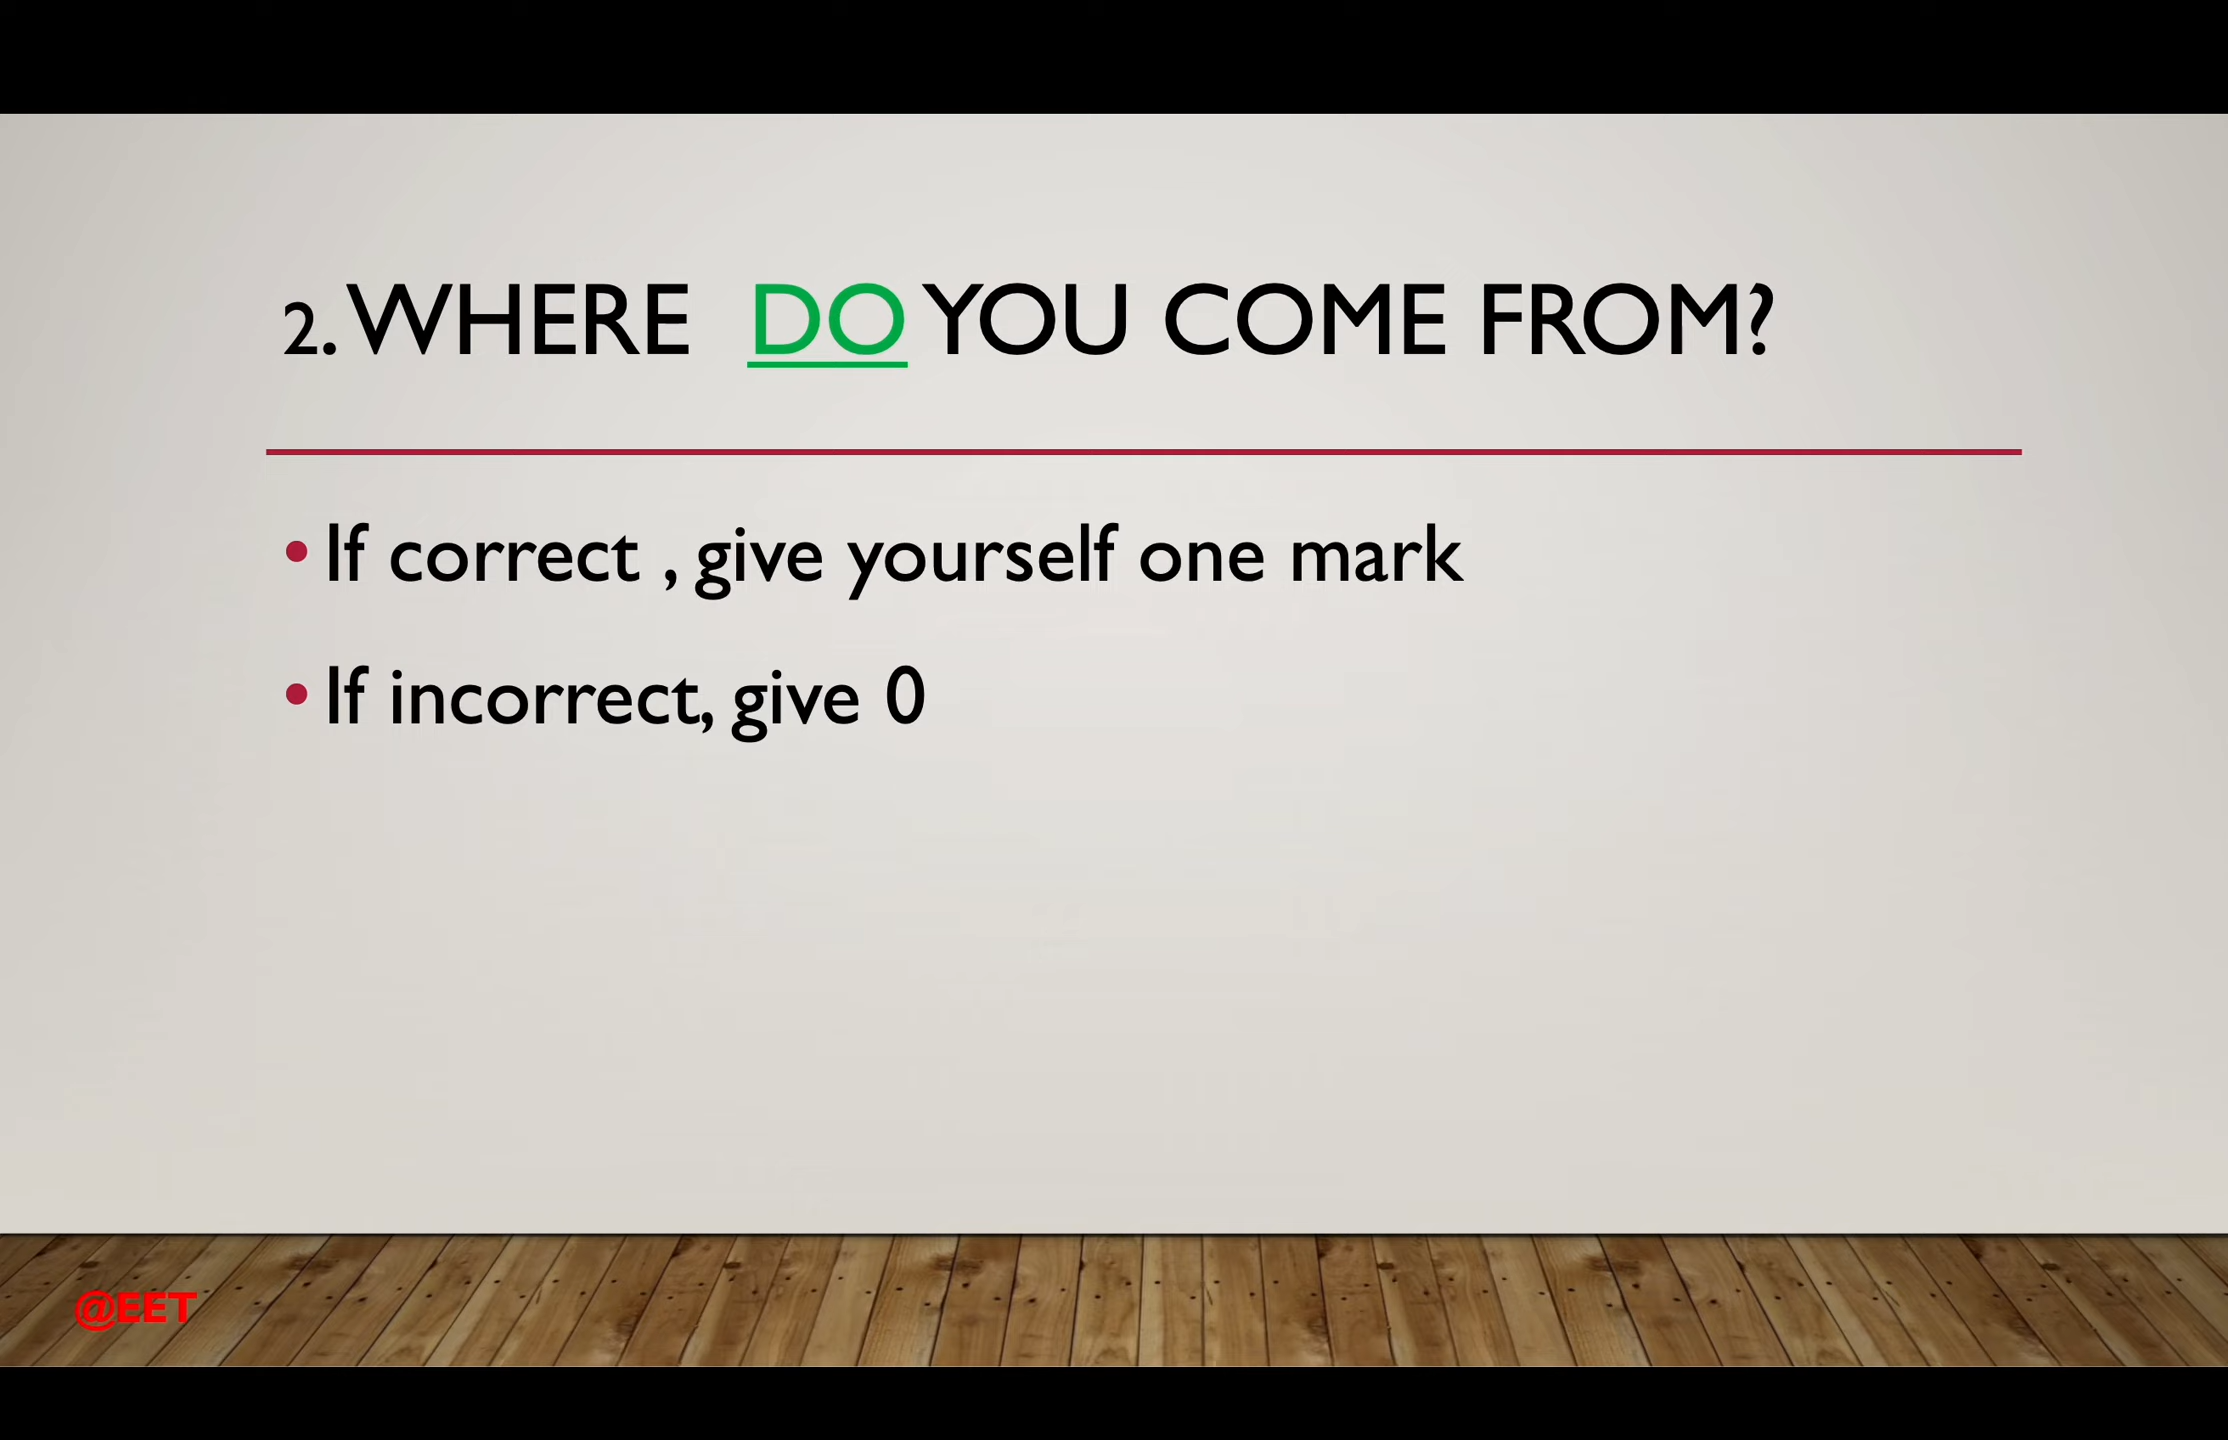 2. WHERE DO YOU COME FROM?
• If correct , give yourself one mark
• If incorrect, give 0
@EET